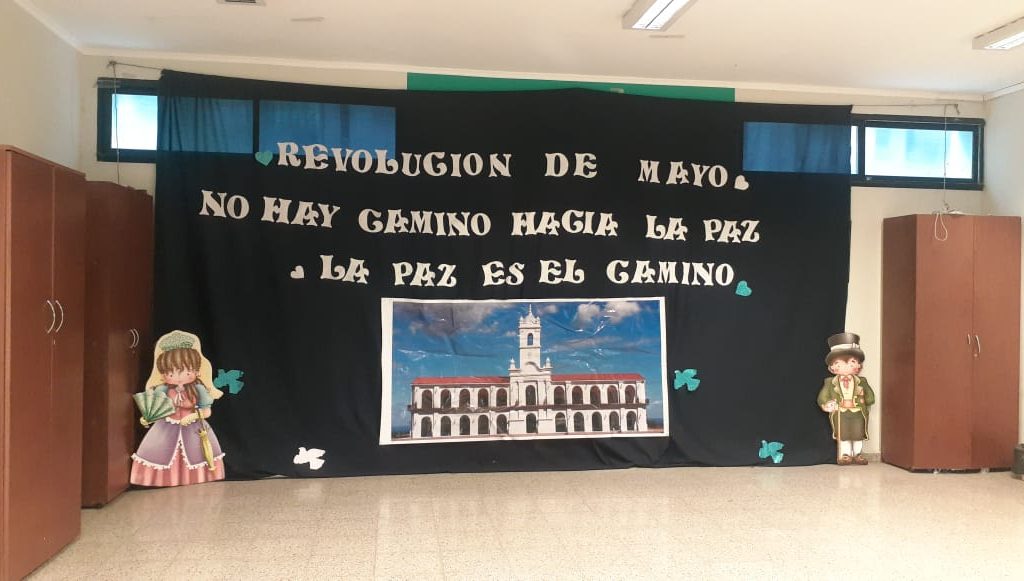 REVOLUCION DE MAYO
NO HAY CAMINO HACIA LA PAZ
LA PAZ ES EL CAMINO